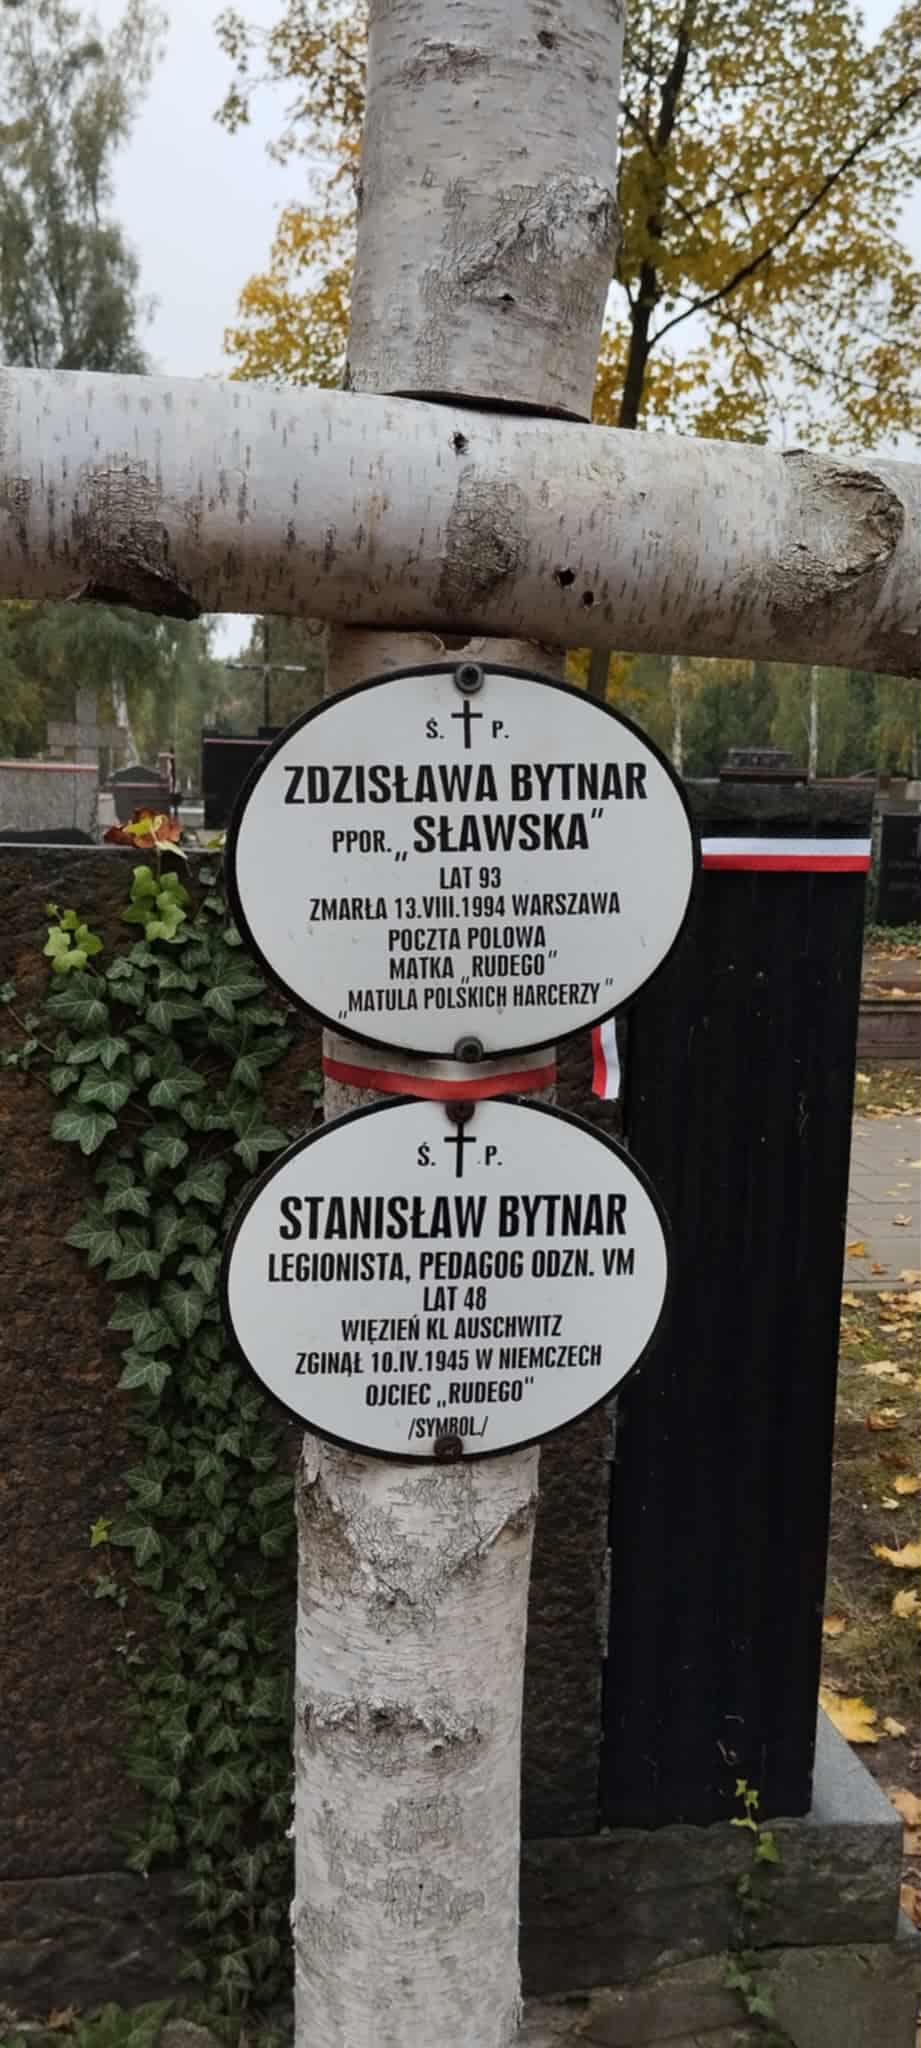 Ś. P.
ZDZISŁAWA BYTNAR
PPOR. „SŁAWSKA"
LAT 93
ZMARŁA 13.VIII.1994 WARSZAWA
POCZTA POLOWA
MATKA „RUDEGO"
„MATULA POLSKICH HARCERZY"
Ś. P.
STANISŁAW BYTNAR
LEGIONISTA, PEDAGOG ODZN. VM
LAT 48
WIĘZIEŃ KL AUSCHWITZ
ZGINĄŁ 10.IV.1945 W NIEMCZECH
OJCIEC „RUDEGO"
/SYMBOL/